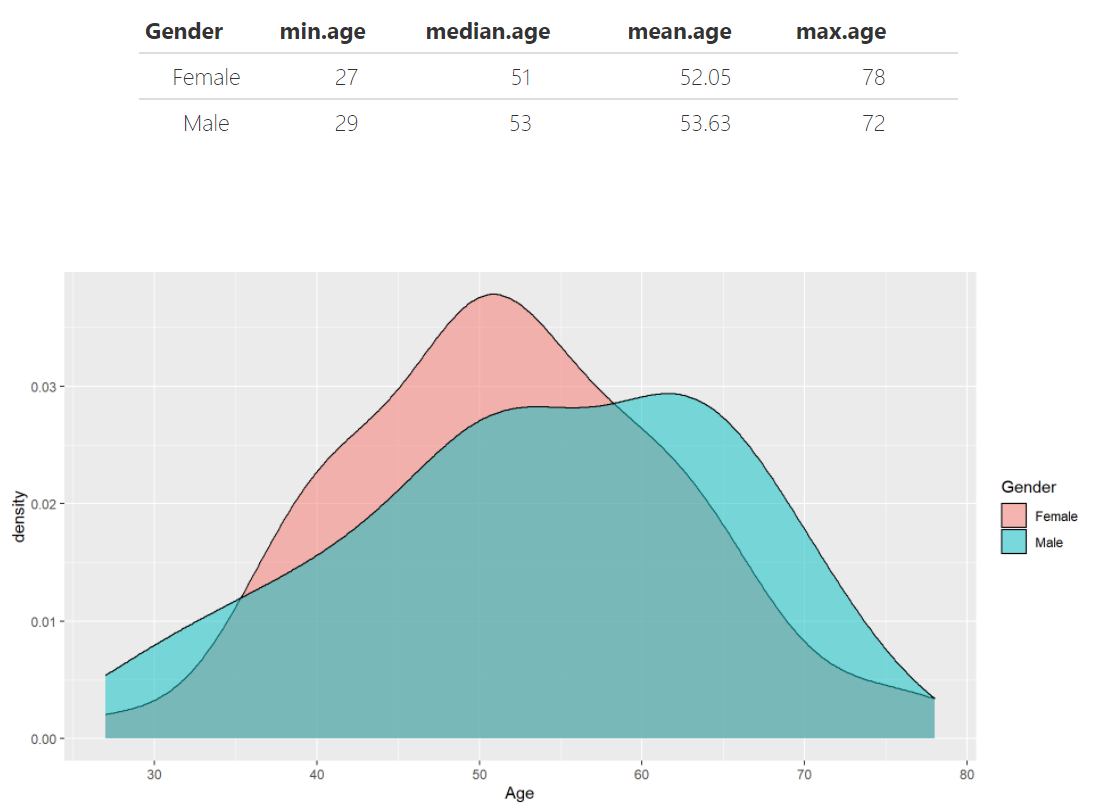 Gender min.age median.age mean.age max.age
Female 27 51 52.05 78
Male 29 53 53.63 72
0.03
0.02
0.01
0.00
density
30 40 50 60 70 80
Age
Gender
Female
Male